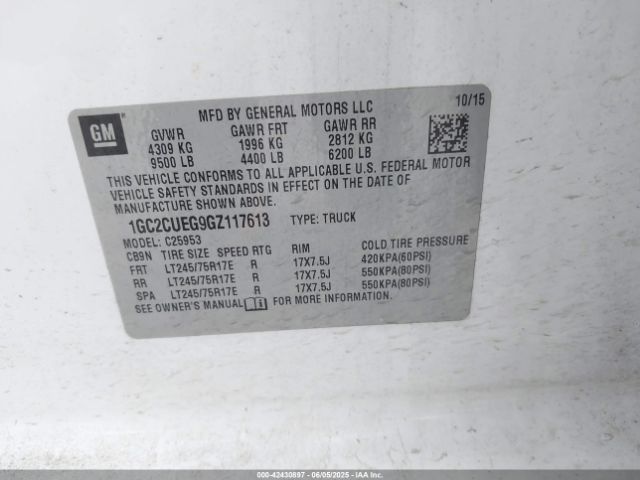 MFD BY GENERAL MOTORS LLC 10/15
GM
GVWR GAWR FRT GAWR RR
4309 KG 1996 KG 2812 KG
9500 LB 4400 LB 6200 LB
THIS VEHICLE CONFORMS TO ALL APPLICABLE U.S. FEDERAL MOTOR
VEHICLE SAFETY STANDARDS IN EFFECT ON THE DATE OF
MANUFACTURE SHOWN ABOVE.
1GC2CUEG9GZ117613 TYPE: TRUCK
MODEL: C25953
CB9N TIRE SIZE SPEED RTG RIM COLD TIRE PRESSURE
FRT LT245/75R17E R 17X7.5J 420KPA(60PSI)
RR LT245/75R17E R 17X7.5J 550KPA(80PSI)
SPA LT245/75R17E R 17X7.5J 550KPA(80PSI)
SEE OWNER'S MANUAL FOR MORE INFORMATION.
000-42430897 - 06/05/2025 - IAA Inc.